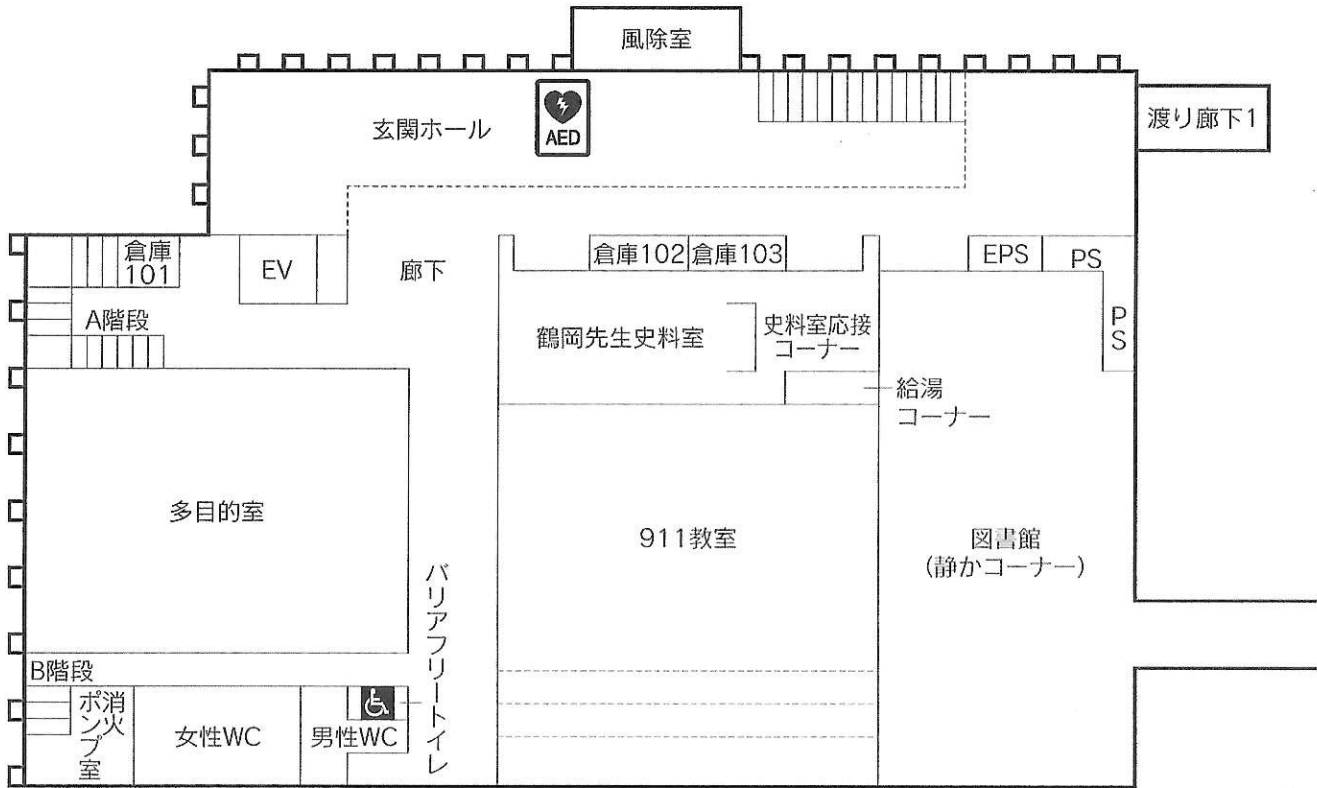 風除室
玄関ホール
AED
渡り廊下1
倉庫
101
EV
廊下
倉庫102
倉庫103
EPS
PS
PS
A階段
鶴岡先生史料室
史料室応接
コーナー
給湯
コーナー
多目的室
911教室
図書館
(静かコーナー)
バリアフリートイレ
B階段
消火
ポンプ室
女性WC
男性WC